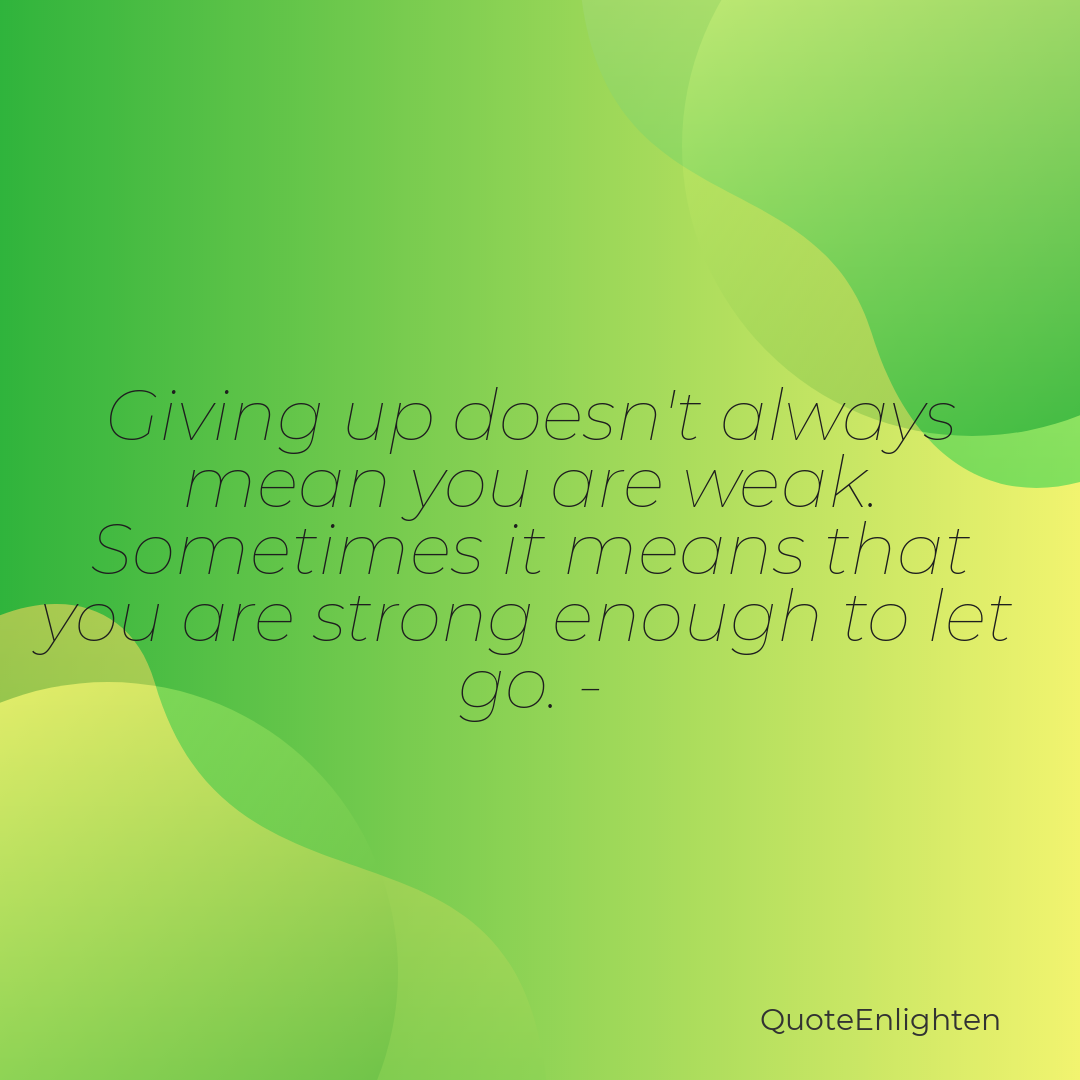 Giving up doesn't always
mean you are weak.
Sometimes it means that
you are strong enough to let
go. -
QuoteEnlighten